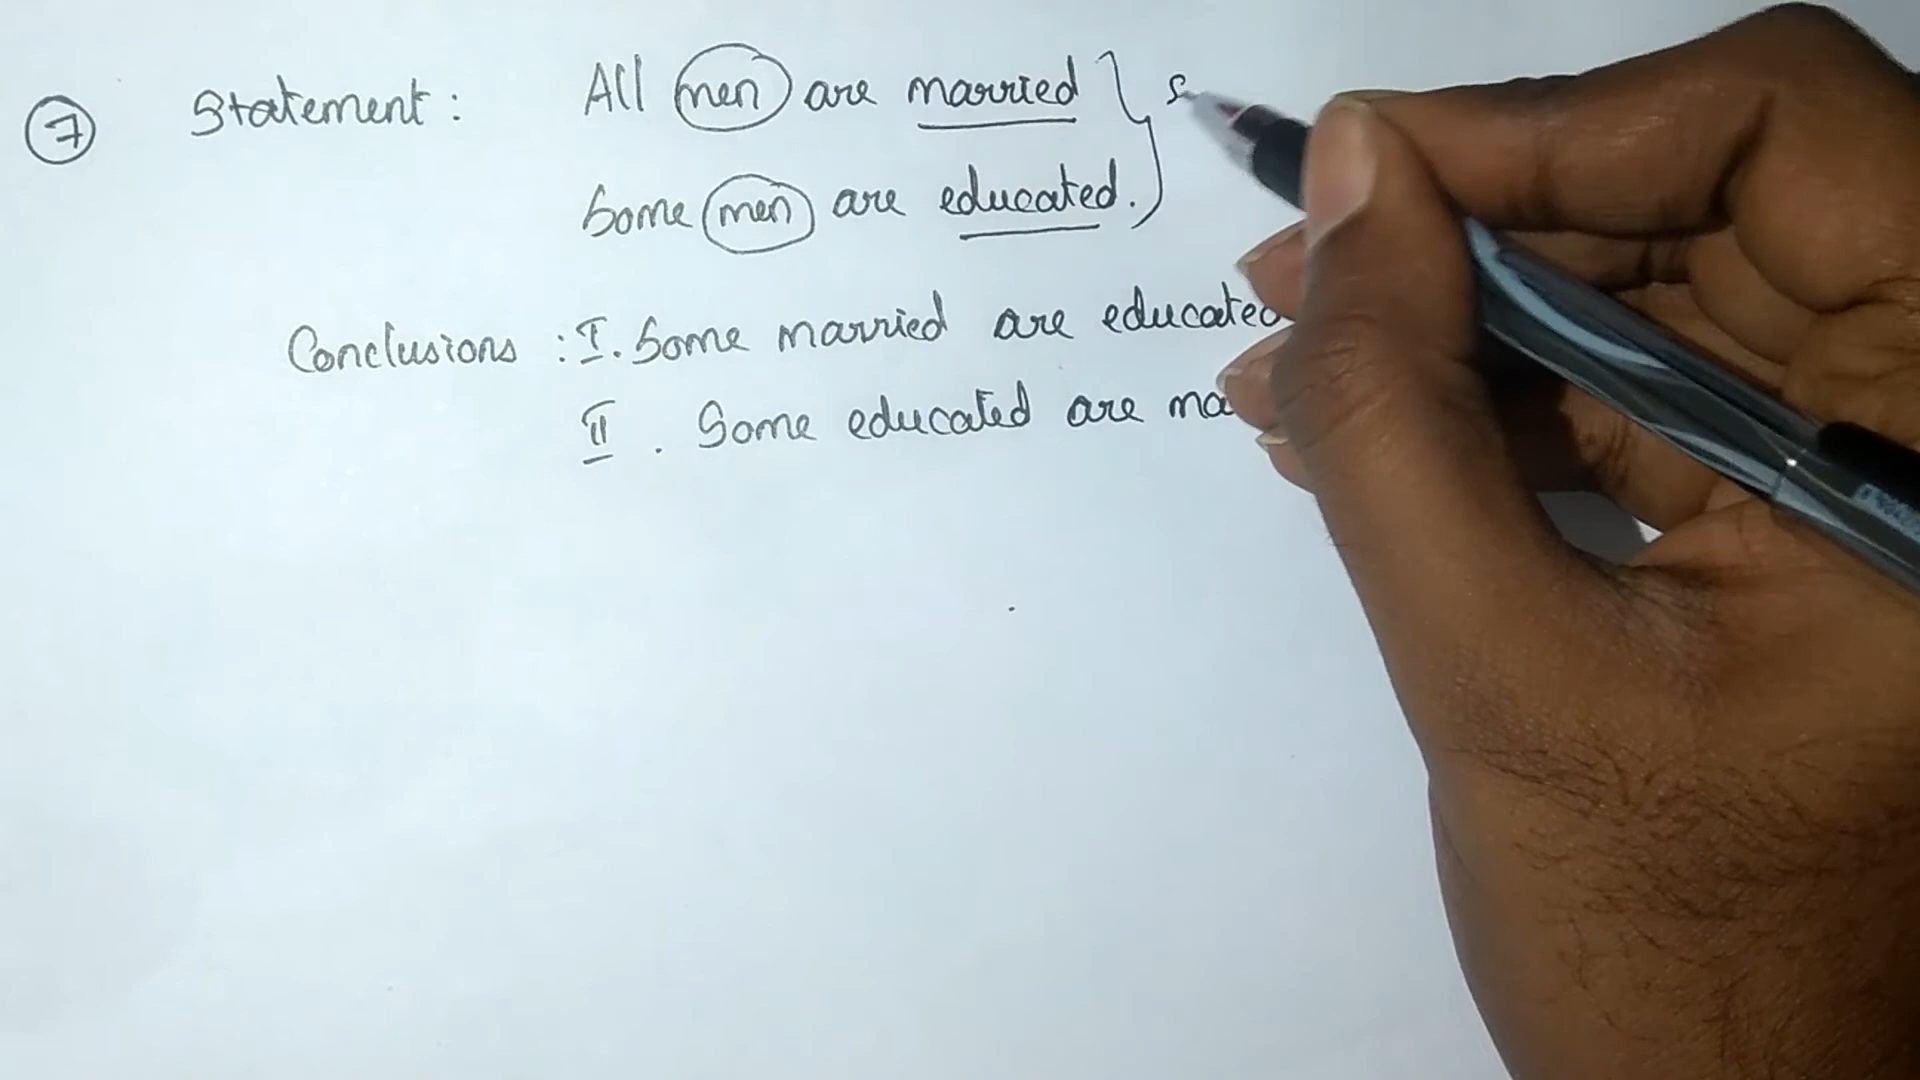 7 Statement : All men are married
Some men are educated.
Conclusions : I. Some married are educated
II . Some educated are